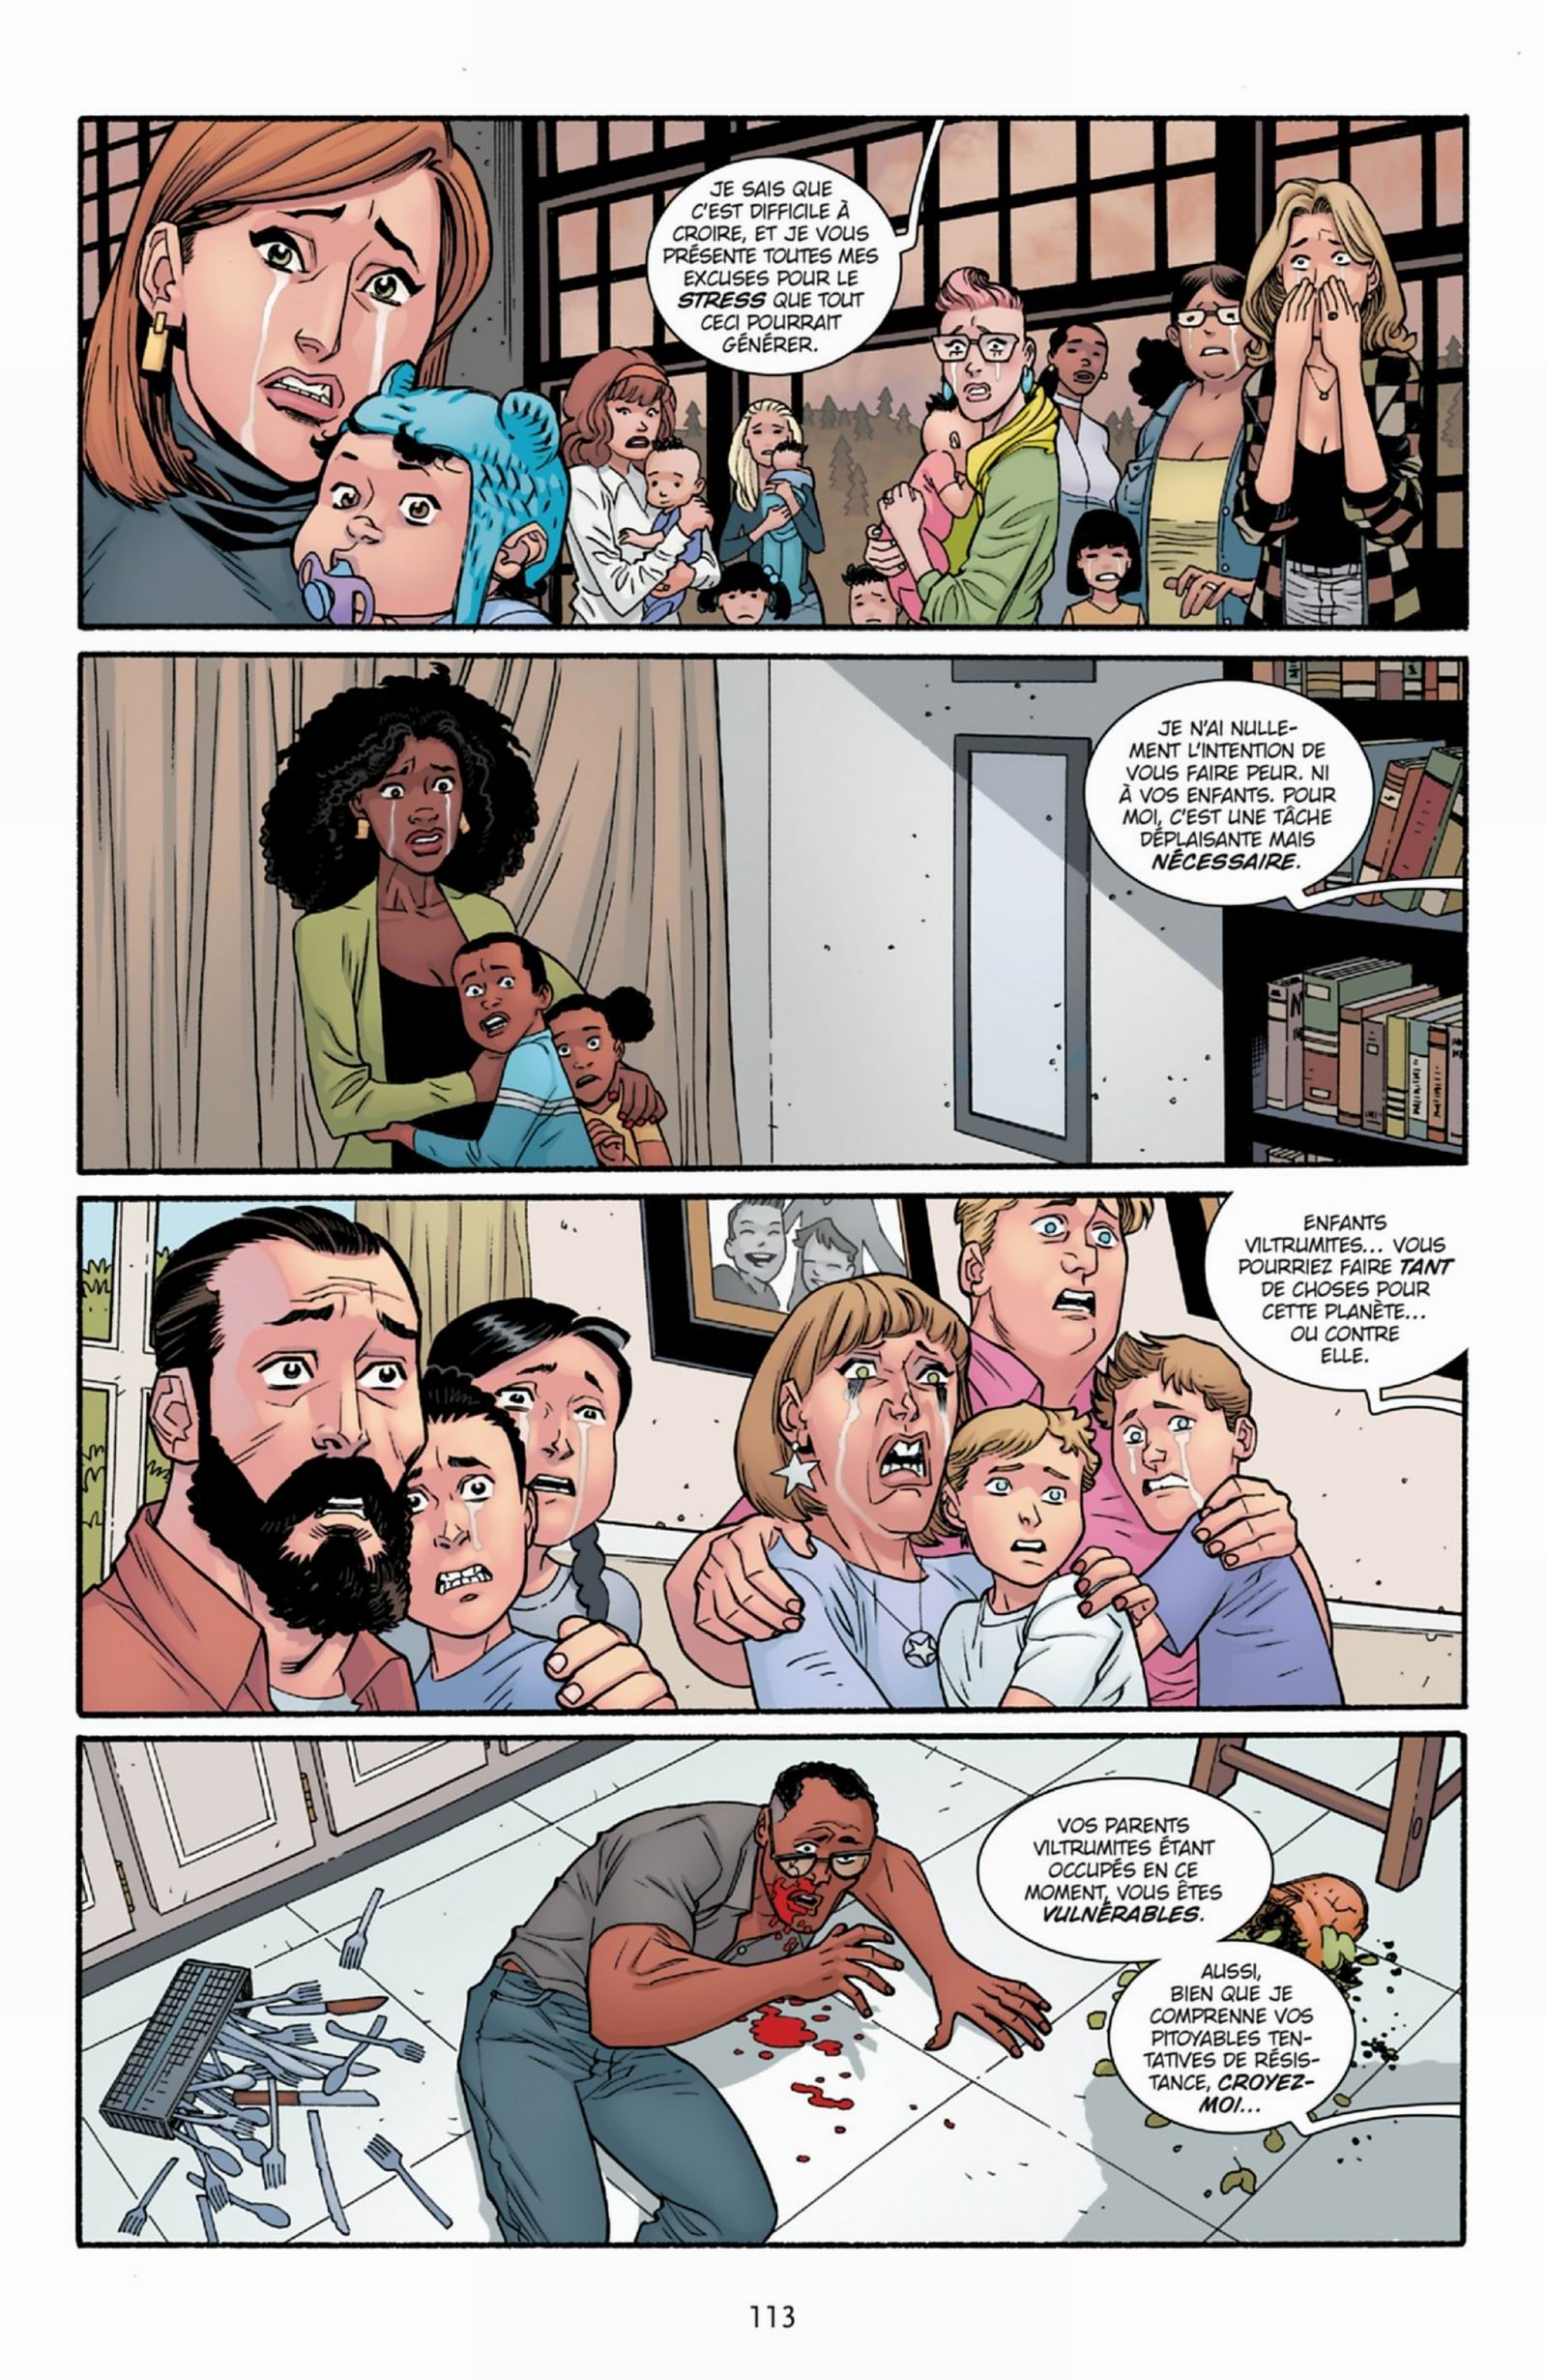 JE SAIS QUE
C'EST DIFFICILE À
CROIRE, ET JE VOUS
PRÉSENTE TOUTES MES
EXCUSES POUR LE
STRESS QUE TOUT
CECI POURRAIT
GÉNÉRER.
JE N'AI NULLE-
MENT L'INTENTION DE
VOUS FAIRE PEUR. NI
À VOS ENFANTS. POUR
MOI, C'EST UNE TÂCHE
DÉPLAISANTE MAIS
NÉCESSAIRE.
ENFANTS
VILTRUMITES... VOUS
POURRIEZ FAIRE TANT
DE CHOSES POUR
CETTE PLANÈTE...
OU CONTRE
ELLE.
VOS PARENTS
VILTRUMITES ÉTANT
OCCUPÉS EN CE
MOMENT, VOUS ÊTES
VULNÉRABLES.
AUSSI,
BIEN QUE JE
COMPRENNE VOS
PITOYABLES TEN-
TATIVES DE RÉSIS-
TANCE, CROYEZ-
MOI...
113